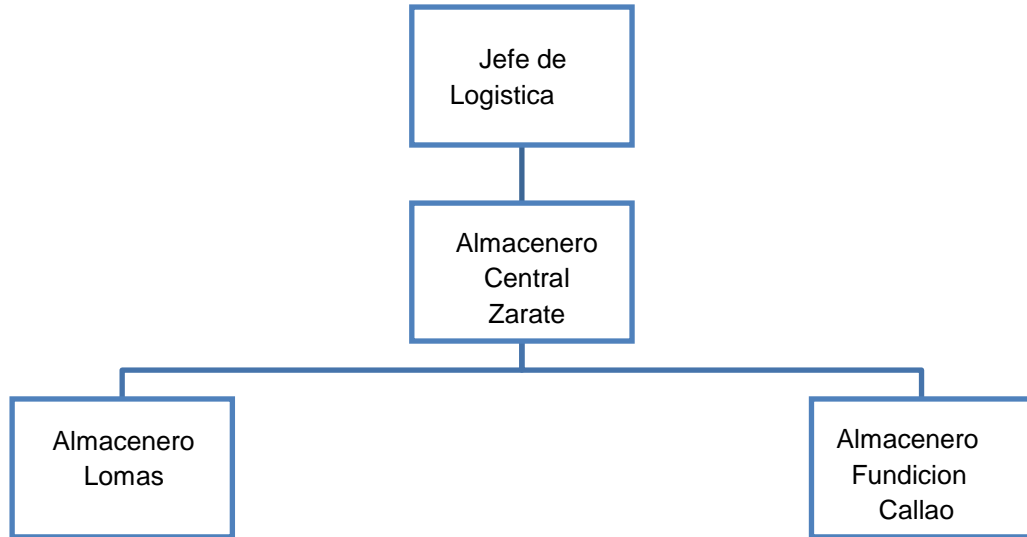 Jefe de
Logistica
Almacenero
Central
Zarate
Almacenero
Lomas
Almacenero
Fundicion
Callao